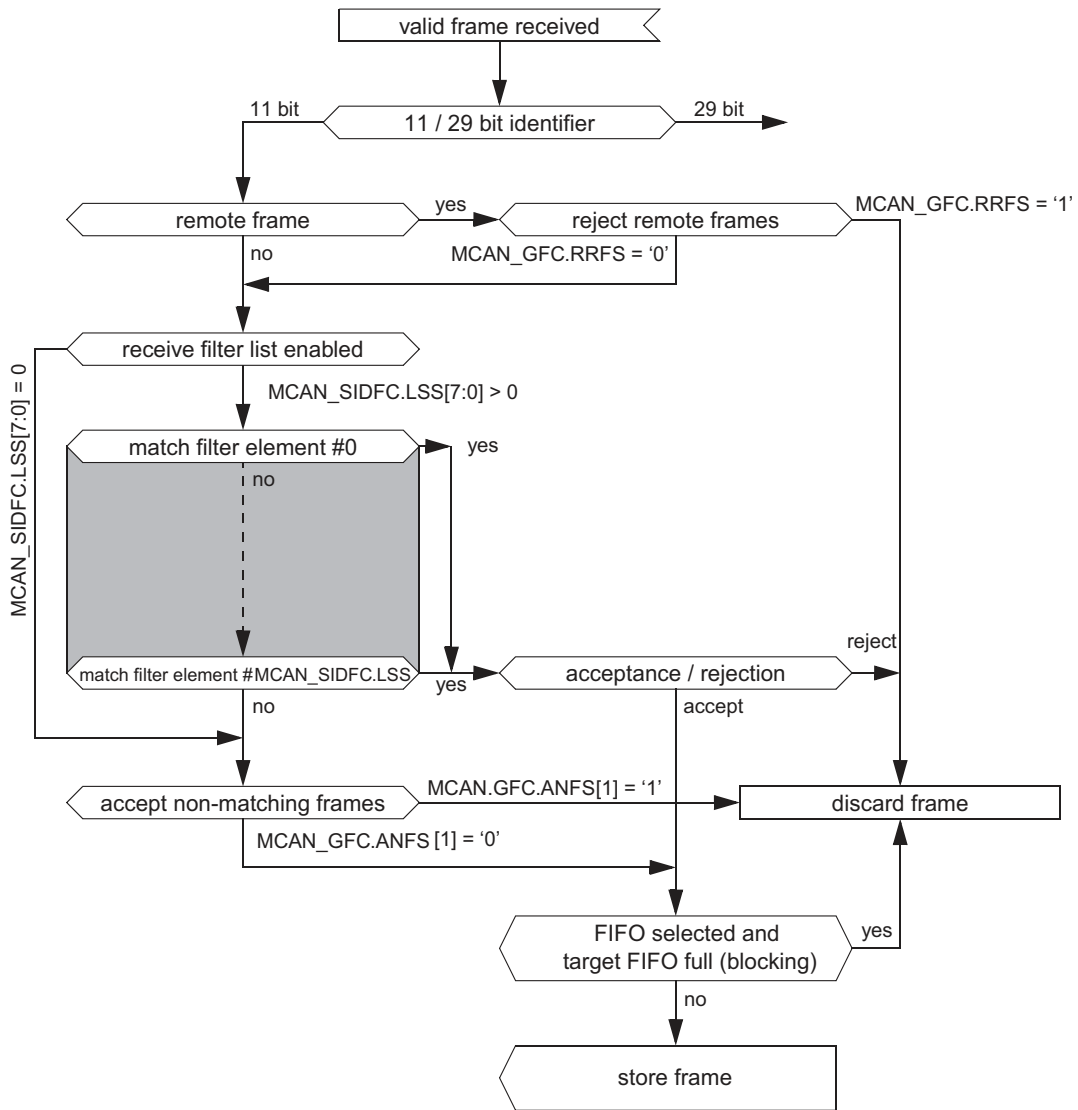 valid frame received
11 bit
11 / 29 bit identifier
29 bit
remote frame
yes
reject remote frames
MCAN_GFC.RRFS = ‘1’
no
MCAN_GFC.RRFS = ‘0’
receive filter list enabled
MCAN_SIDFC.LSS[7:0] = 0
MCAN_SIDFC.LSS[7:0] > 0
match filter element #0
yes
no
reject
match filter element #MCAN_SIDFC.LSS
yes
acceptance / rejection
no
accept
accept non-matching frames
MCAN.GFC.ANFS[1] = ‘1’
discard frame
MCAN_GFC.ANFS [1] = ‘0’
FIFO selected and
target FIFO full (blocking)
yes
no
store frame